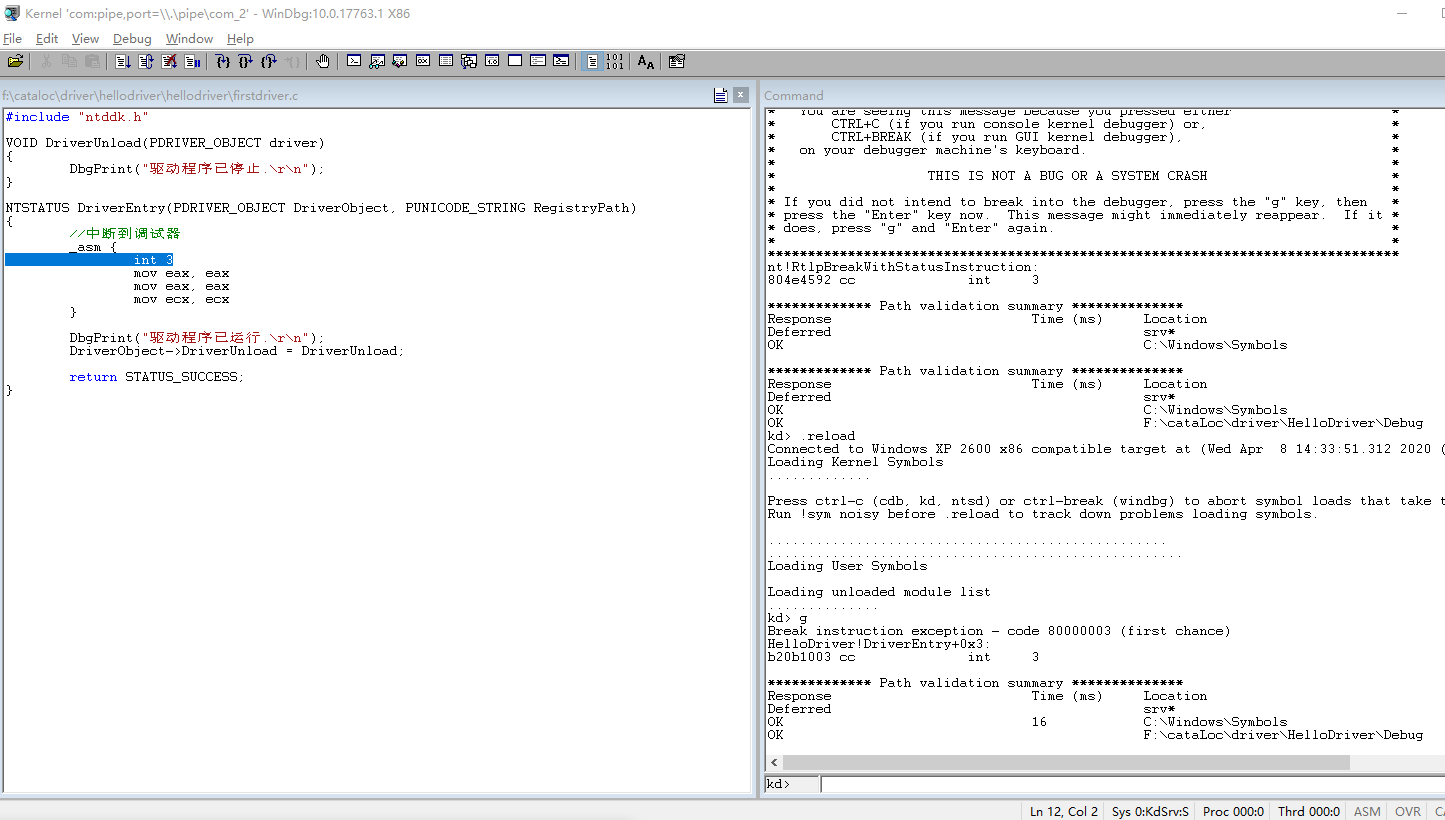 Kernel 'com:pipe,port=\\.\pipe\com_2' - WinDbg:10.0.17763.1 X86
File Edit View Debug Window Help
f:\cataloc\driver\hellodriver\hellodriver\firstdriver.c
#include "ntddk.h"
VOID DriverUnload(PDRIVER_OBJECT driver)
{
DbgPrint("驱动程序已停止.\r\n");
}
NTSTATUS DriverEntry(PDRIVER_OBJECT DriverObject, PUNICODE_STRING RegistryPath)
{
//中断到调试器
_asm {
int 3
mov eax, eax
mov eax, eax
mov ecx, ecx
}
DbgPrint("驱动程序已运行.\r\n");
DriverObject->DriverUnload = DriverUnload;
return STATUS_SUCCESS;
}
Command
* You are seeing this message because you pressed either *
* CTRL+C (if you run console kernel debugger) or, *
* CTRL+BREAK (if you run GUI kernel debugger), *
* on your debugger machine's keyboard. *
* *
* THIS IS NOT A BUG OR A SYSTEM CRASH *
* *
* If you did not intend to break into the debugger, press the "g" key, then *
* press the "Enter" key now. This message might immediately reappear. If it *
* does, press "g" and "Enter" again. *
* *
*******************************************************************************
nt!RtlpBreakWithStatusInstruction:
804e4592 cc int 3
************* Path validation summary **************
Response Time (ms) Location
Deferred srv*
OK C:\Windows\Symbols
************* Path validation summary **************
Response Time (ms) Location
Deferred srv*
OK C:\Windows\Symbols
OK F:\cataLoc\driver\HelloDriver\Debug
kd> .reload
Connected to Windows XP 2600 x86 compatible target at (Wed Apr 8 14:33:51.312 2020 (
Loading Kernel Symbols
.............
Press ctrl-c (cdb, kd, ntsd) or ctrl-break (windbg) to abort symbol loads that take t
Run !sym noisy before .reload to track down problems loading symbols.
..................................................
....................................................
Loading User Symbols
Loading unloaded module list
..............
kd> g
Break instruction exception - code 80000003 (first chance)
HelloDriver!DriverEntry+0x3:
b20b1003 cc int 3
************* Path validation summary **************
Response Time (ms) Location
Deferred srv*
OK 16 C:\Windows\Symbols
OK F:\cataLoc\driver\HelloDriver\Debug
kd>
Ln 12, Col 2 Sys 0:KdSrv:S Proc 000:0 Thrd 000:0 ASM OVR